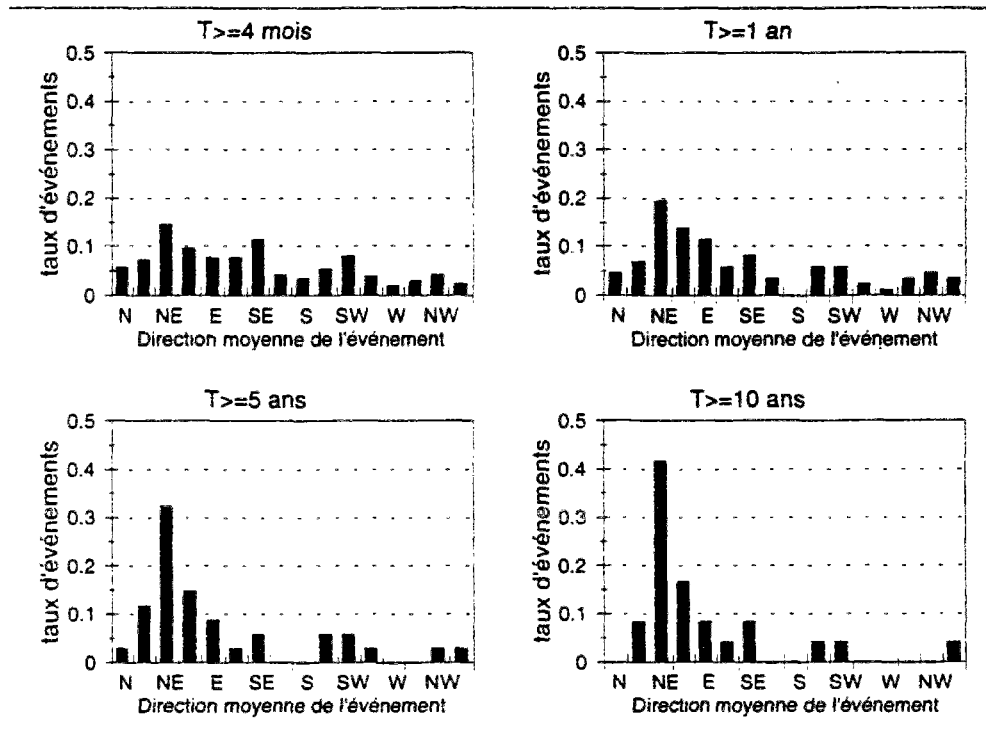 T>=4 mois
taux d'événements
0.5
0.4
0.3
0.2
0.1
0
N NE E SE S SW W NW
Direction moyenne de l'événement
T>=1 an
taux d'événements
0.5
0.4
0.3
0.2
0.1
0
N NE E SE S SW W NW
Direction moyenne de l'événement
T>=5 ans
taux d'événements
0.5
0.4
0.3
0.2
0.1
0
N NE E SE S SW W NW
Direction moyenne de l'événement
T>=10 ans
taux d'événements
0.5
0.4
0.3
0.2
0.1
0
N NE E SE S SW W NW
Direction moyenne de l'événement